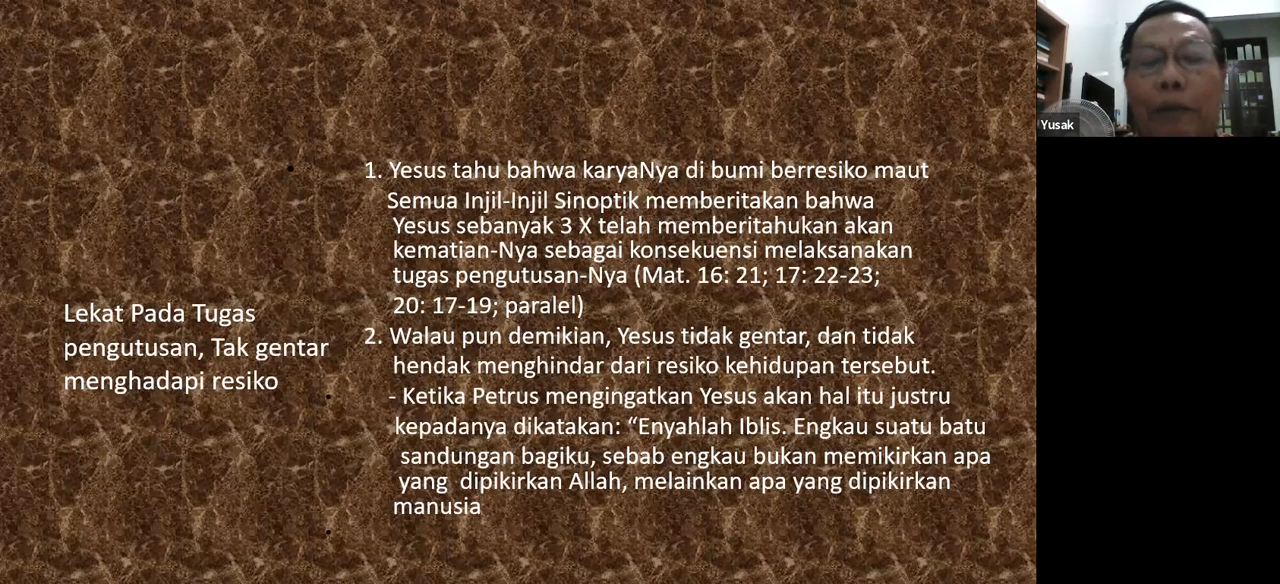 Lekat Pada Tugas
pengutusan, Tak gentar
menghadapi resiko
1. Yesus tahu bahwa karyaNya di bumi berresiko maut
Semua Injil-Injil Sinoptik memberitakan bahwa
Yesus sebanyak 3 X telah memberitahukan akan
kematian-Nya sebagai konsekuensi melaksanakan
tugas pengutusan-Nya (Mat. 16: 21; 17: 22-23;
20: 17-19; paralel)
2. Walau pun demikian, Yesus tidak gentar, dan tidak
hendak menghindar dari resiko kehidupan tersebut.
- Ketika Petrus mengingatkan Yesus akan hal itu justru
kepadanya dikatakan: “Enyahlah Iblis. Engkau suatu batu
sandungan bagiku, sebab engkau bukan memikirkan apa
yang  dipikirkan Allah, melainkan apa yang dipikirkan
manusia
Yusak